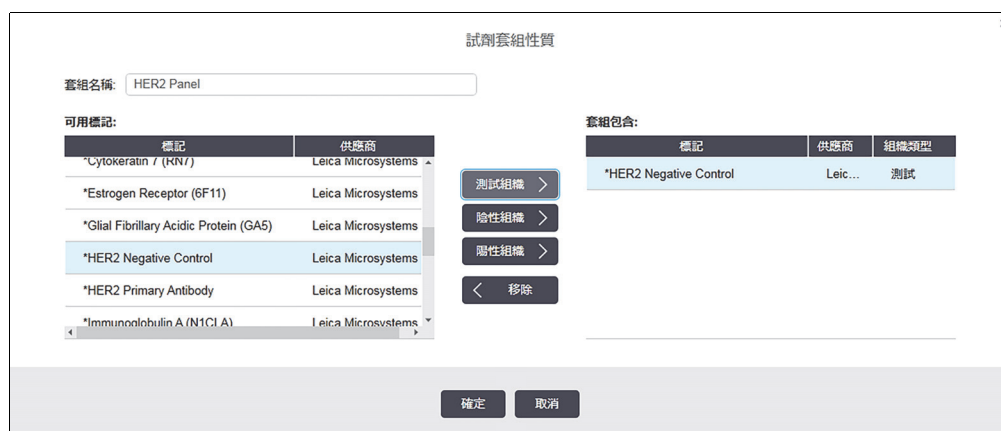 試劑套組性質
套組名稱: HER2 Panel
可用標記:
標記 供應商
*Cytokeratin 7 (RN7) Leica Microsystems
*Estrogen Receptor (6F11) Leica Microsystems
*Glial Fibrillary Acidic Protein (GA5) Leica Microsystems
*HER2 Negative Control Leica Microsystems
*HER2 Primary Antibody Leica Microsystems
*Immunoglobulin A (N1CLA) Leica Microsystems
測試組織
陰性組織
陽性組織
移除
套組包含:
標記 供應商 組織類型
*HER2 Negative Control Leic... 測試
確定 取消